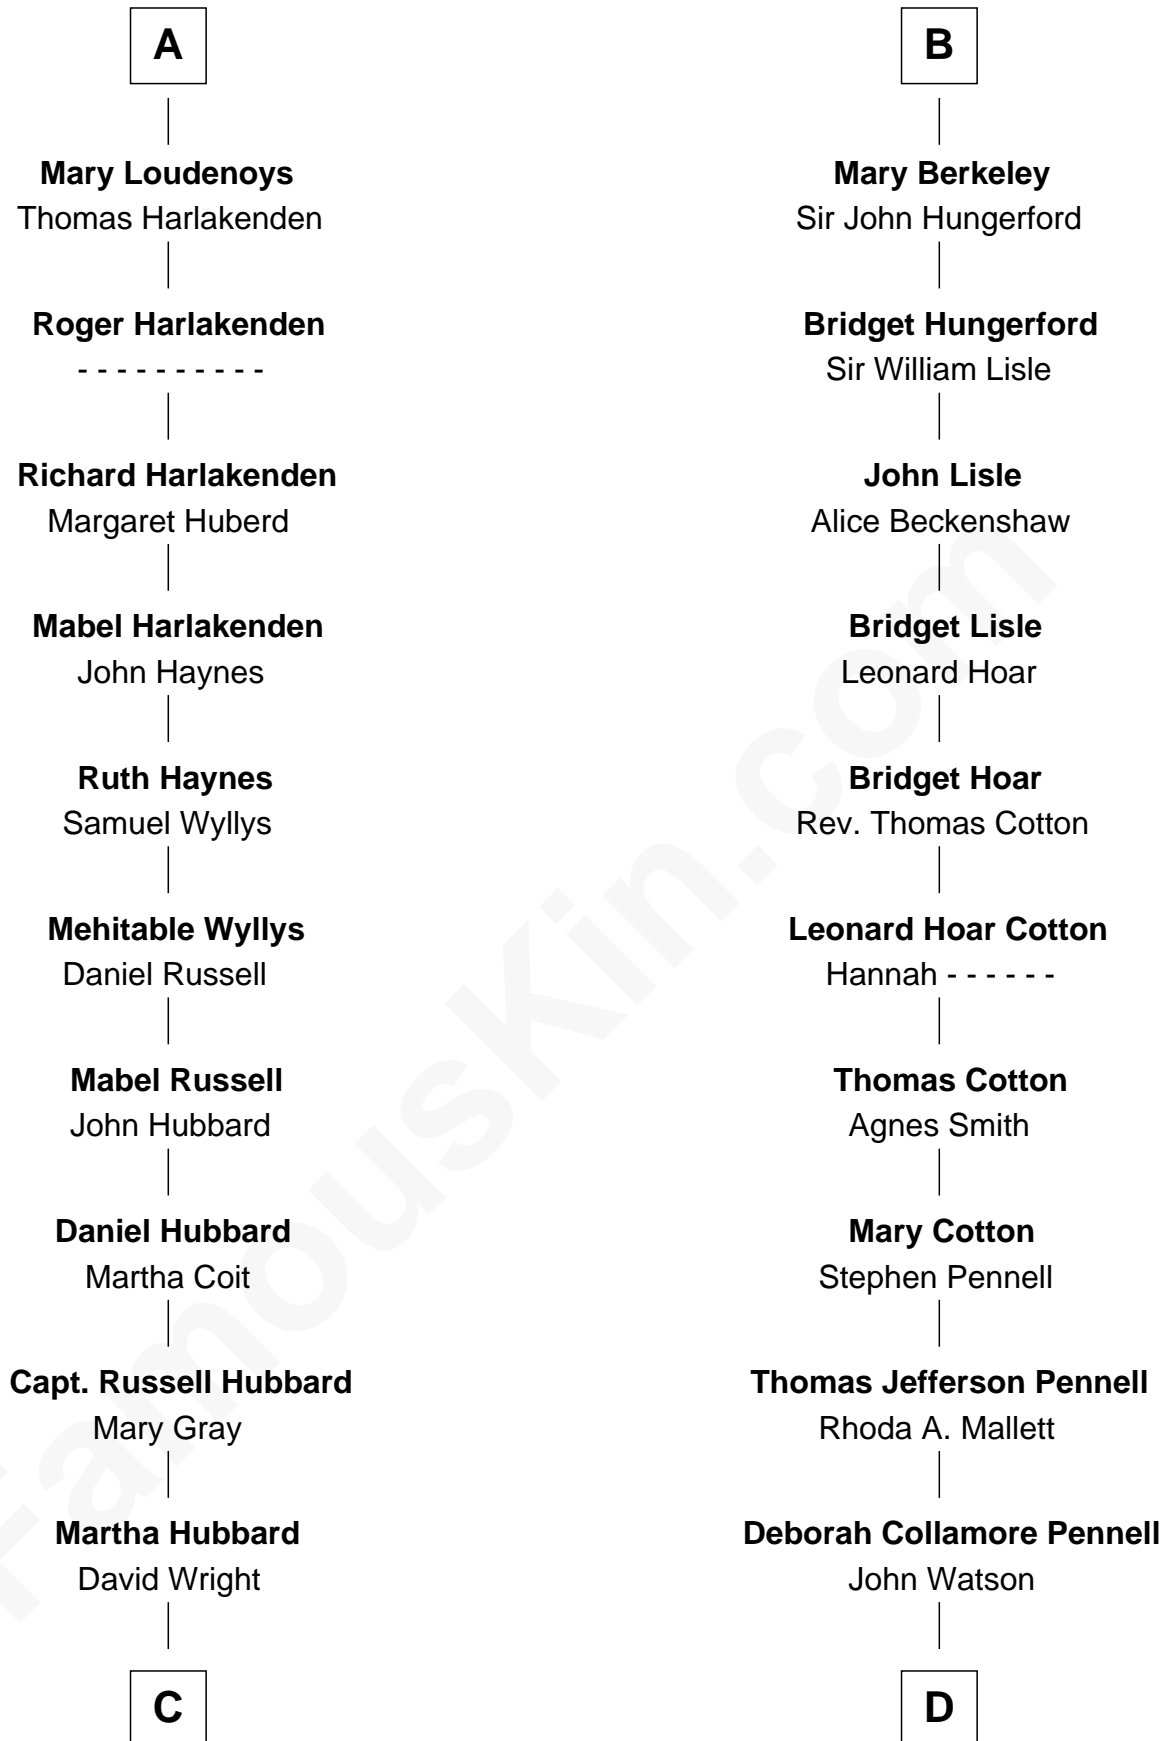 A
Mary Loudenoys
Thomas Harlakenden
Roger Harlakenden
- - - - - - - - - -
Richard Harlakenden
Margaret Huberd
Mabel Harlakenden
John Haynes
Ruth Haynes
Samuel Wyllys
Mehitable Wyllys
Daniel Russell
Mabel Russell
John Hubbard
Daniel Hubbard
Martha Coit
Capt. Russell Hubbard
Mary Gray
Martha Hubbard
David Wright
C
B
Mary Berkeley
Sir John Hungerford
Bridget Hungerford
Sir William Lisle
John Lisle
Alice Beckenshaw
Bridget Lisle
Leonard Hoar
Bridget Hoar
Rev. Thomas Cotton
Leonard Hoar Cotton
Hannah - - - - - -
Thomas Cotton
Agnes Smith
Mary Cotton
Stephen Pennell
Thomas Jefferson Pennell
Rhoda A. Mallett
Deborah Collamore Pennell
John Watson
D
FamousKin.com